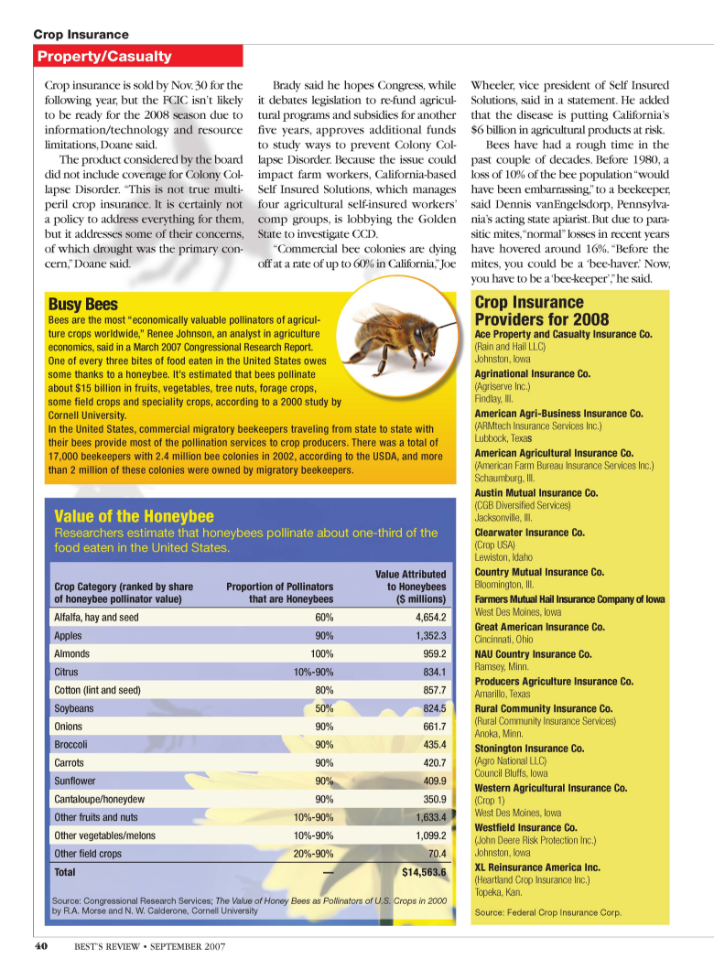 Crop Insurance
Property/Casualty
Crop insurance is sold by Nov. 30 for the
following year, but the FCIC isn't likely
to be ready for the 2008 season due to
information/technology and resource
limitations, Doane said.
The product considered by the board
did not include coverage for Colony Col-
lapse Disorder. "This is not true multi-
peril crop insurance. It is certainly not
a policy to address everything for them,
but it addresses some of their concerns,
of which drought was the primary con-
cern," Doane said.
Brady said he hopes Congress, while
it debates legislation to re-fund agricul-
tural programs and subsidies for another
five years, approves additional funds
to study ways to prevent Colony Col-
lapse Disorder. Because the issue could
impact farm workers, California-based
Self Insured Solutions, which manages
four agricultural self-insured workers'
comp groups, is lobbying the Golden
State to investigate CCD.
"Commercial bee colonies are dying
off at a rate of up to 60% in California," Joe
Wheeler, vice president of Self Insured
Solutions, said in a statement. He added
that the disease is putting California's
$6 billion in agricultural products at risk.
Bees have had a rough time in the
past couple of decades. Before 1980, a
loss of 10% of the bee population "would
have been embarrassing," to a beekeeper,
said Dennis vanEngelsdorp, Pennsylva-
nia's acting state apiarist. But due to para-
sitic mites, "normal" losses in recent years
have hovered around 16%. "Before the
mites, you could be a 'bee-haver.' Now,
you have to be a 'bee-keeper'," he said.
Busy Bees
Bees are the most "economically valuable pollinators of agricul-
ture crops worldwide," Renee Johnson, an analyst in agriculture
economics, said in a March 2007 Congressional Research Report.
One of every three bites of food eaten in the United States owes
some thanks to a honeybee. It's estimated that bees pollinate
about $15 billion in fruits, vegetables, tree nuts, forage crops,
some field crops and speciality crops, according to a 2000 study by
Cornell University.
In the United States, commercial migratory beekeepers traveling from state to state with
their bees provide most of the pollination services to crop producers. There was a total of
17,000 beekeepers with 2.4 million bee colonies in 2002, according to the USDA, and more
than 2 million of these colonies were owned by migratory beekeepers.
Value of the Honeybee
Researchers estimate that honeybees pollinate about one-third of the
food eaten in the United States.
Crop Category (ranked by share
of honeybee pollinator value)
Proportion of Pollinators
that are Honeybees
Value Attributed
to Honeybees
($ millions)
Alfalfa, hay and seed 60% 4,654.2
Apples 90% 1,352.3
Almonds 100% 959.2
Citrus 10%-90% 834.1
Cotton (lint and seed) 80% 857.7
Soybeans 50% 824.5
Onions 90% 661.7
Broccoli 90% 435.4
Carrots 90% 420.7
Sunflower 90% 409.9
Cantaloupe/honeydew 90% 350.9
Other fruits and nuts 10%-90% 1,633.4
Other vegetables/melons 10%-90% 1,099.2
Other field crops 20%-90% 70.4
Total — $14,563.6
Source: Congressional Research Services; The Value of Honey Bees as Pollinators of U.S. Crops in 2000
by R.A. Morse and N. W. Calderone, Cornell University
Crop Insurance
Providers for 2008
Ace Property and Casualty Insurance Co.
(Rain and Hail LLC)
Johnston, Iowa
Agrinational Insurance Co.
(Agriserve Inc.)
Findlay, Ill.
American Agri-Business Insurance Co.
(ARMtech Insurance Services Inc.)
Lubbock, Texas
American Agricultural Insurance Co.
(American Farm Bureau Insurance Services Inc.)
Schaumburg, Ill.
Austin Mutual Insurance Co.
(CGB Diversified Services)
Jacksonville, Ill.
Clearwater Insurance Co.
(Crop USA)
Lewiston, Idaho
Country Mutual Insurance Co.
Bloomington, Ill.
Farmers Mutual Hail Insurance Company of Iowa
West Des Moines, Iowa
Great American Insurance Co.
Cincinnati, Ohio
NAU Country Insurance Co.
Ramsey, Minn.
Producers Agriculture Insurance Co.
Amarillo, Texas
Rural Community Insurance Co.
(Rural Community Insurance Services)
Anoka, Minn.
Stonington Insurance Co.
(Agro National LLC)
Council Bluffs, Iowa
Western Agricultural Insurance Co.
(Crop 1)
West Des Moines, Iowa
Westfield Insurance Co.
(John Deere Risk Protection Inc.)
Johnston, Iowa
XL Reinsurance America Inc.
(Heartland Crop Insurance Inc.)
Topeka, Kan.
Source: Federal Crop Insurance Corp.
40 BEST'S REVIEW • SEPTEMBER 2007